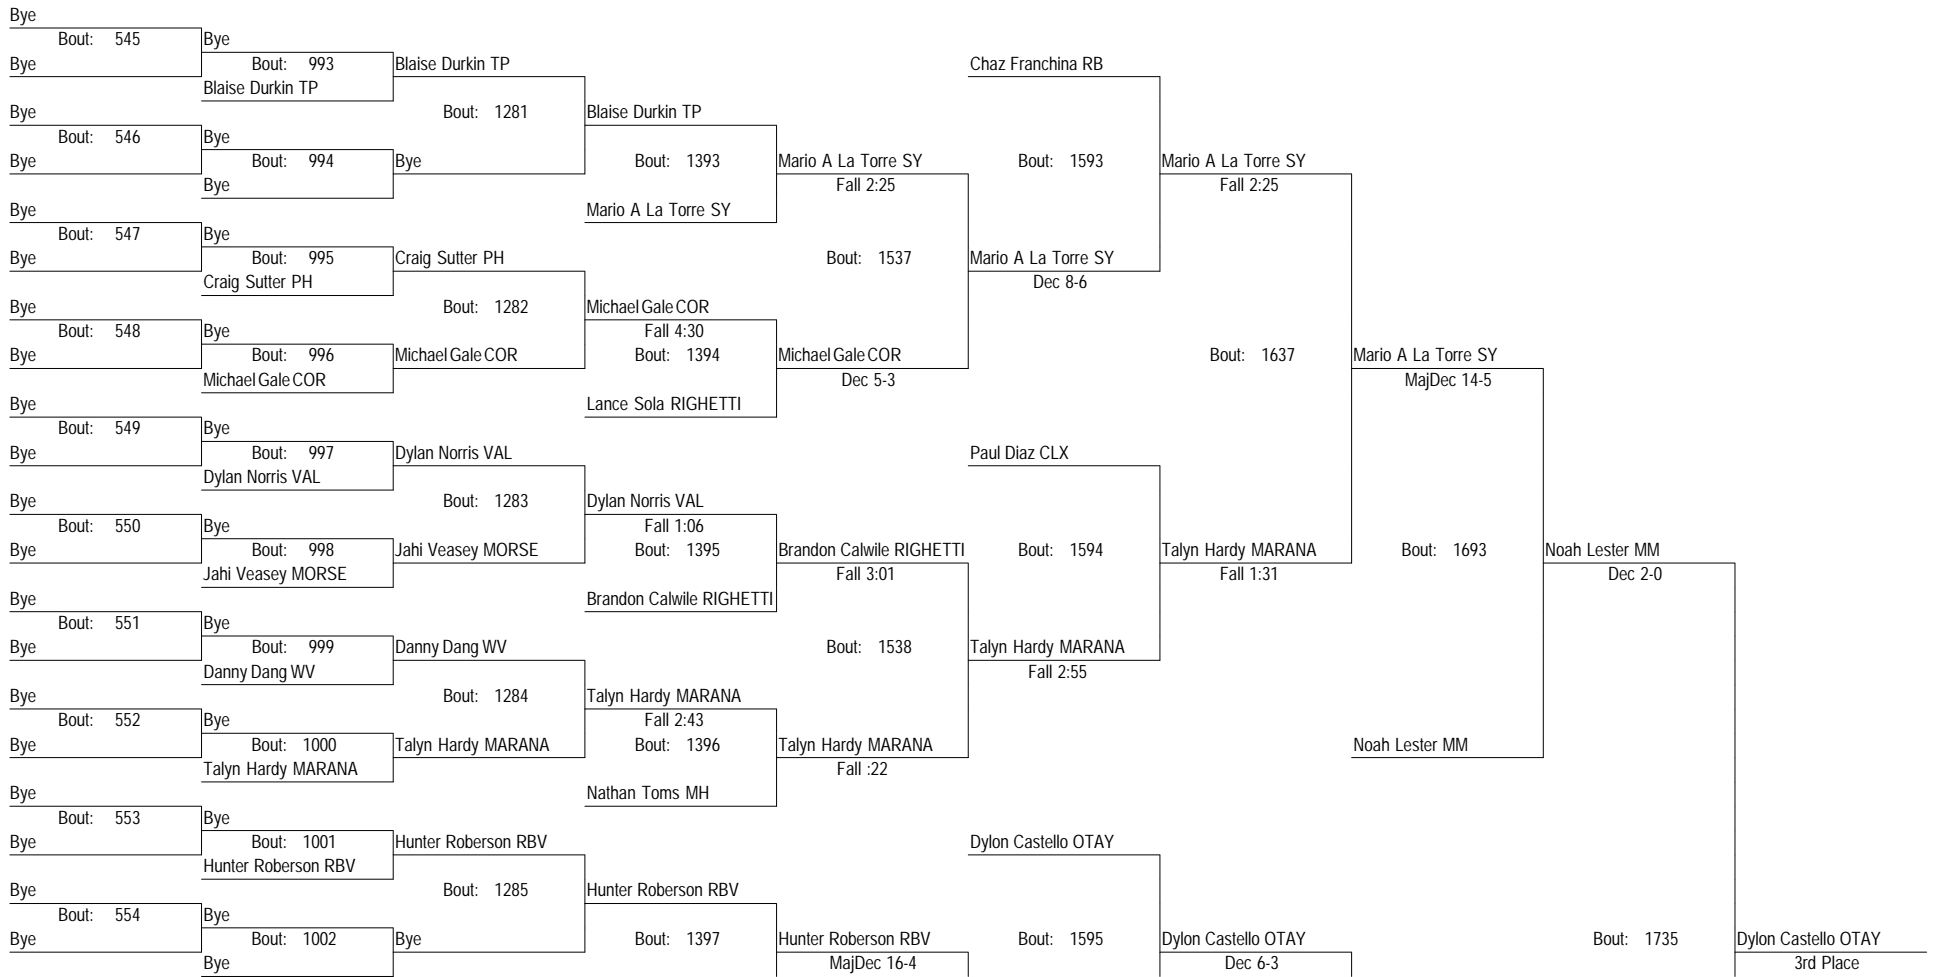 Bye
Bout: 545 Bye
Bye Bout: 993 Blaise Durkin TP Chaz Franchina RB
Blaise Durkin TP
Bye Bout: 1281 Blaise Durkin TP
Bout: 546 Bye
Bye Bout: 994 Bye Bout: 1393 Mario A La Torre SY Bout: 1593 Mario A La Torre SY
Bye Fall 2:25 Fall 2:25
Bye Mario A La Torre SY
Bout: 547 Bye
Bye Bout: 995 Craig Sutter PH Bout: 1537 Mario A La Torre SY
Craig Sutter PH Dec 8-6
Bye Bout: 1282 Michael Gale COR
Bout: 548 Bye Fall 4:30
Bye Bout: 996 Michael Gale COR Bout: 1394 Michael Gale COR Bout: 1637 Mario A La Torre SY
Michael Gale COR Dec 5-3 MajDec 14-5
Bye Lance Sola RIGHETTI
Bout: 549 Bye
Bye Bout: 997 Dylan Norris VAL Paul Diaz CLX
Dylan Norris VAL
Bye Bout: 1283 Dylan Norris VAL
Bout: 550 Bye Fall 1:06
Bye Bout: 998 Jahi Veasey MORSE Bout: 1395 Brandon Calwile RIGHETTI Bout: 1594 Talyn Hardy MARANA Bout: 1693 Noah Lester MM
Jahi Veasey MORSE Fall 3:01 Fall 1:31 Dec 2-0
Bye Brandon Calwile RIGHETTI
Bout: 551 Bye
Bye Bout: 999 Danny Dang WV Bout: 1538 Talyn Hardy MARANA
Danny Dang WV Fall 2:55
Bye Bout: 1284 Talyn Hardy MARANA
Bout: 552 Bye Fall 2:43
Bye Bout: 1000 Talyn Hardy MARANA Bout: 1396 Talyn Hardy MARANA Noah Lester MM
Talyn Hardy MARANA Fall :22
Bye Nathan Toms MH
Bout: 553 Bye
Bye Bout: 1001 Hunter Roberson RBV Dylon Castello OTAY
Hunter Roberson RBV
Bye Bout: 1285 Hunter Roberson RBV
Bout: 554 Bye
Bye Bout: 1002 Bye Bout: 1397 Hunter Roberson RBV Bout: 1595 Dylon Castello OTAY Bout: 1735 Dylon Castello OTAY
Bye MajDec 16-4 Dec 6-3 3rd Place